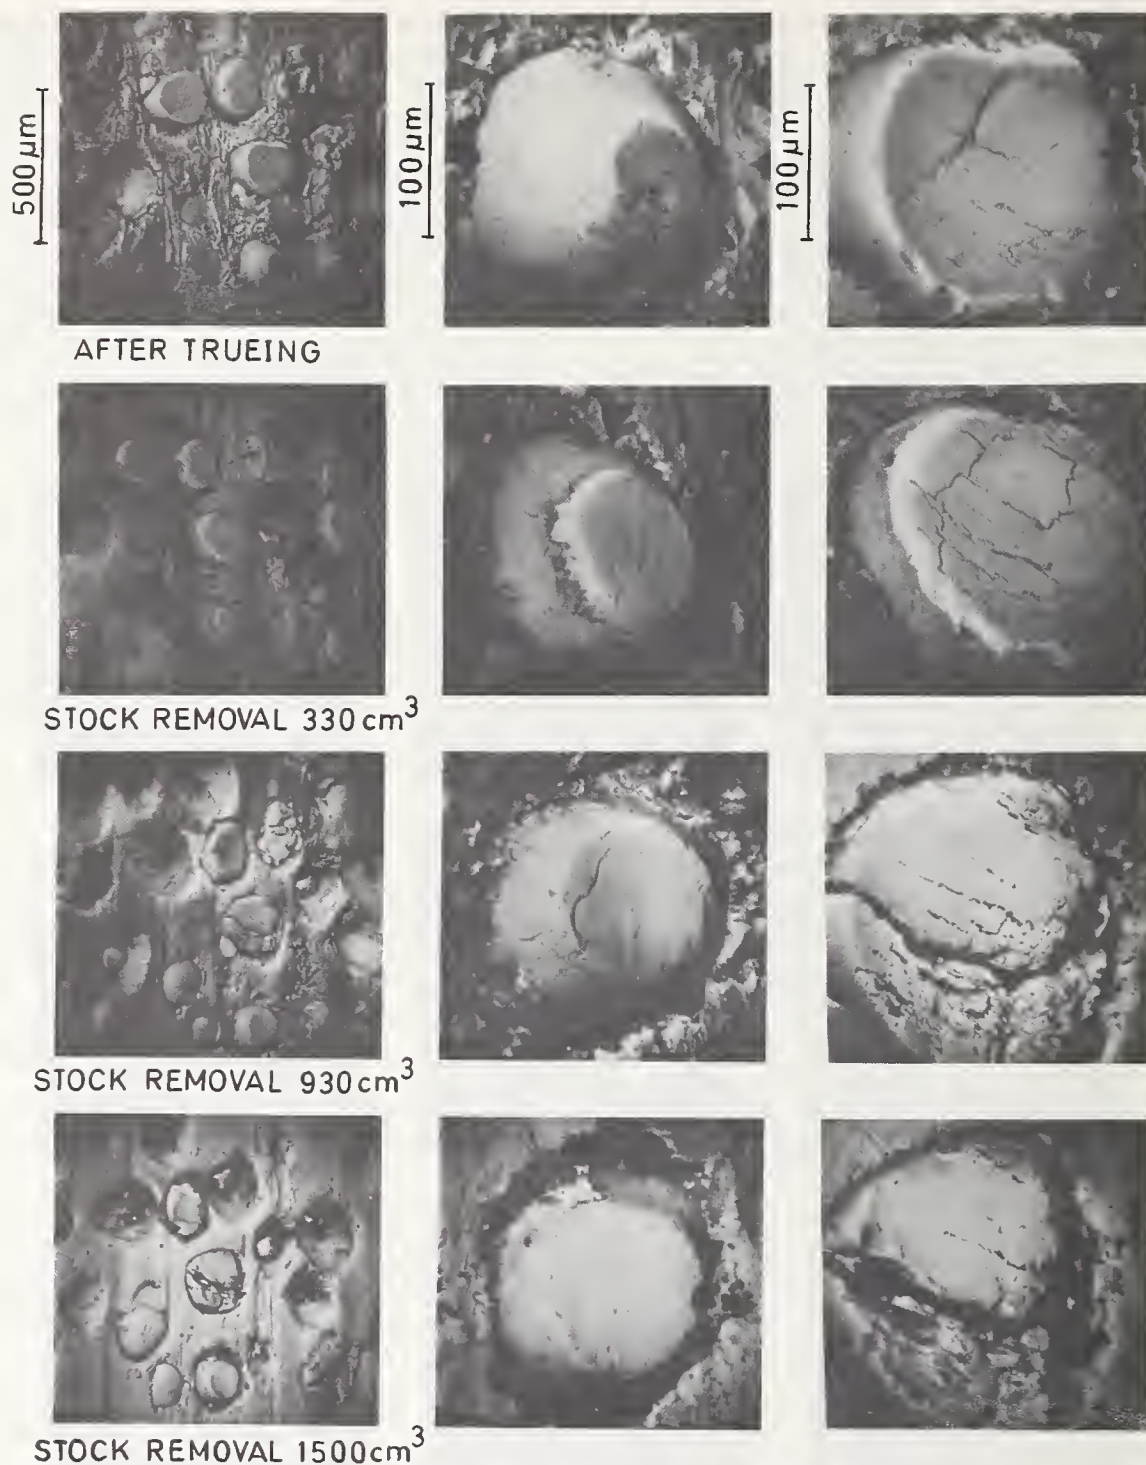 500 μm
100 μm
100 μm
AFTER TRUEING
STOCK REMOVAL 330 cm³
STOCK REMOVAL 930 cm³
STOCK REMOVAL 1500 cm³